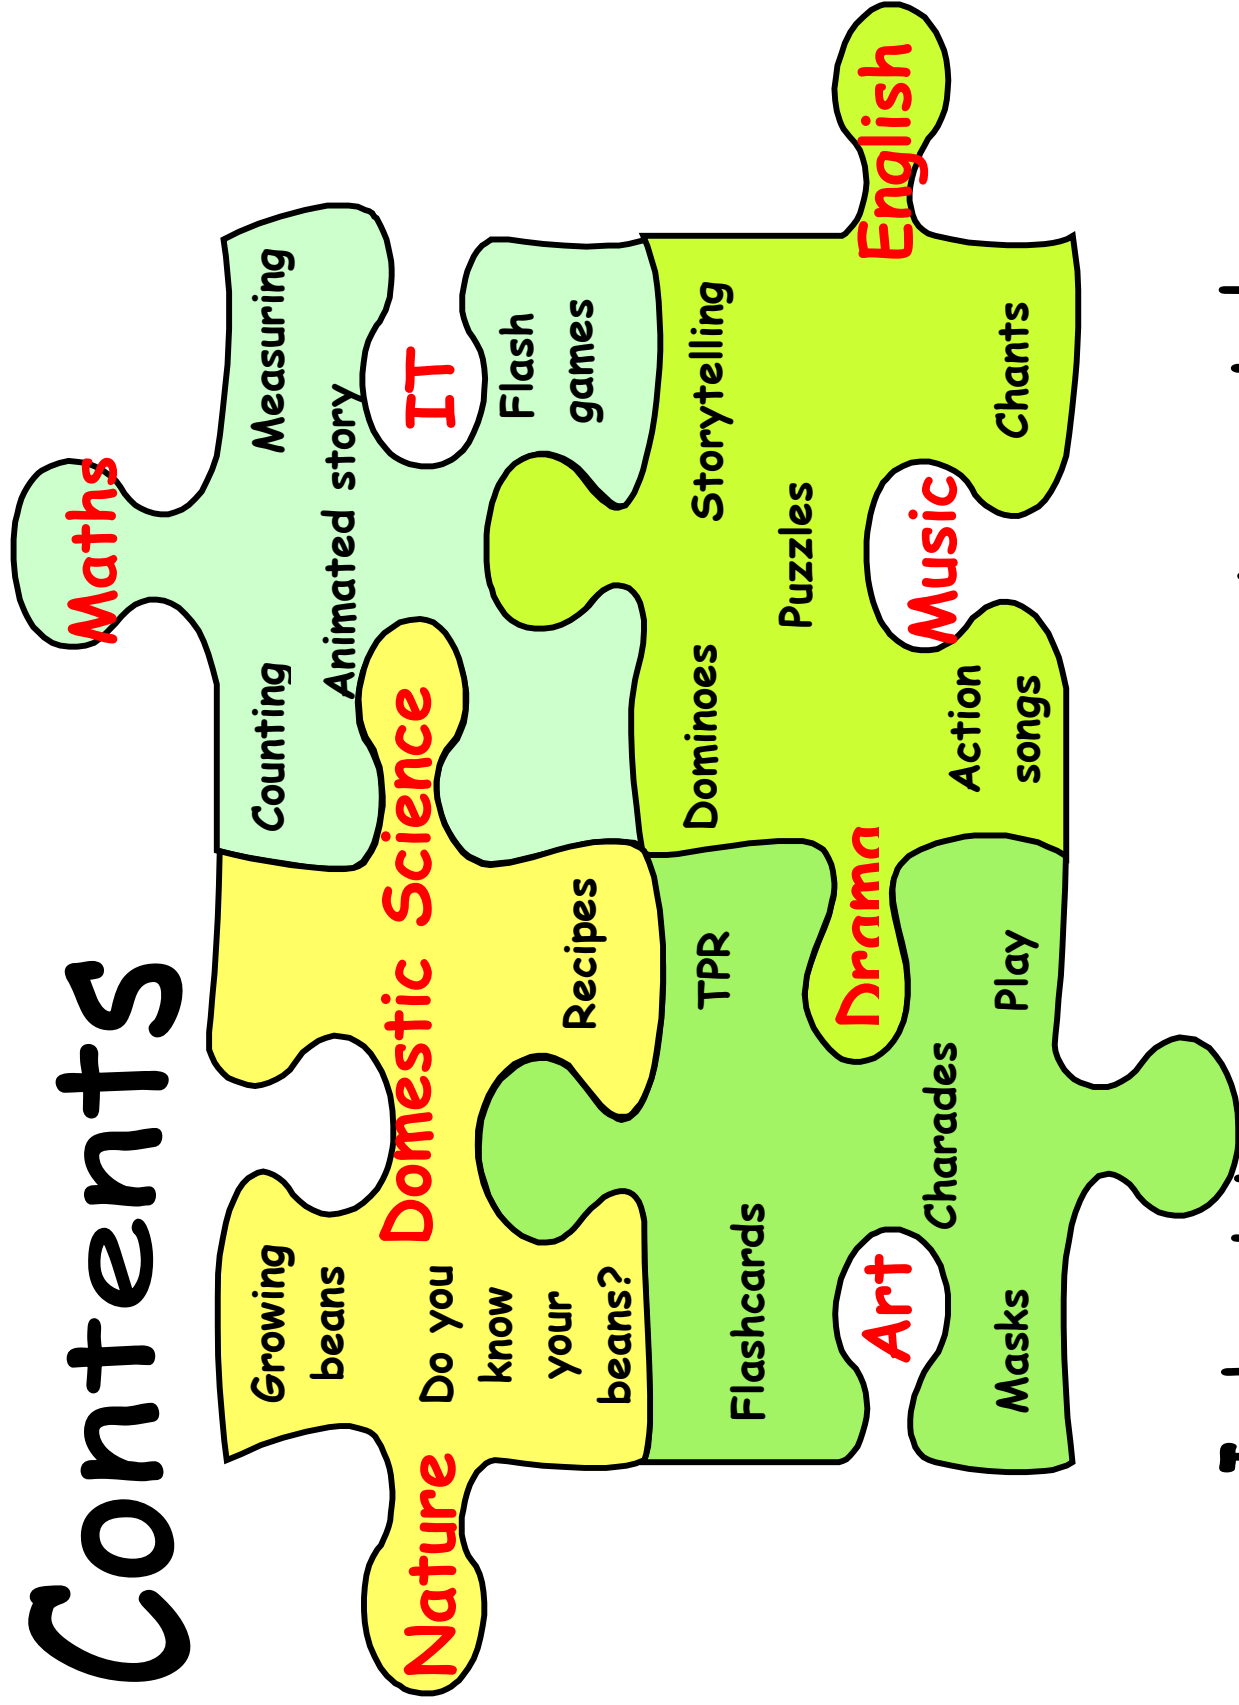 Contents
Maths
Growing
beans
Counting
Measuring
Animated story
Nature
Domestic Science
IT
Do you
know
your
beans?
Recipes
Flash
games
Flashcards
TPR
Dominoes
Storytelling
Puzzles
Art
Drama
English
Charades
Music
Masks
Play
Action
songs
Chants